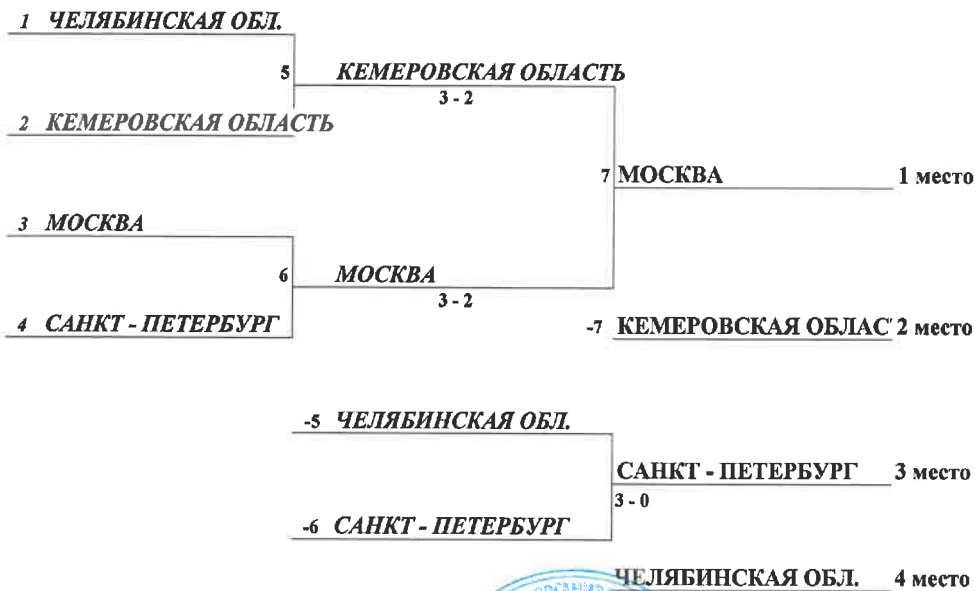 1 ЧЕЛЯБИНСКАЯ ОБЛ.
5 КЕМЕРОВСКАЯ ОБЛАСТЬ
3 - 2
2 КЕМЕРОВСКАЯ ОБЛАСТЬ
7 МОСКВА 1 место
3 МОСКВА
6 МОСКВА
3 - 2
4 САНКТ - ПЕТЕРБУРГ
-7 КЕМЕРОВСКАЯ ОБЛАС 2 место
-5 ЧЕЛЯБИНСКАЯ ОБЛ.
САНКТ - ПЕТЕРБУРГ 3 место
3 - 0
-6 САНКТ - ПЕТЕРБУРГ
ЧЕЛЯБИНСКАЯ ОБЛ. 4 место